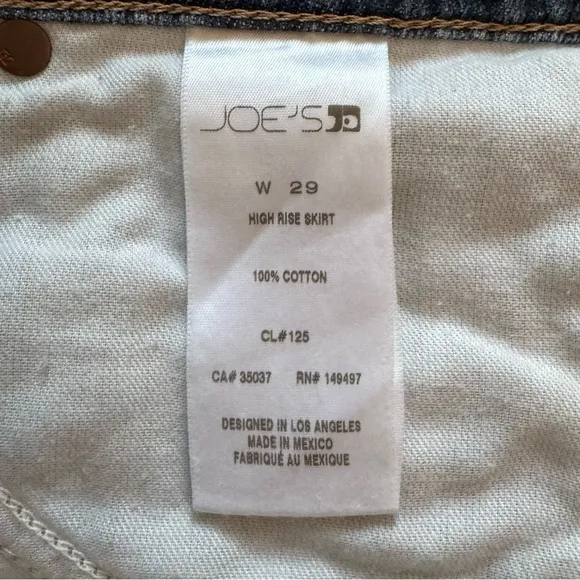 JOE'S
W 29
HIGH RISE SKIRT
100% COTTON
CL#125
CA# 35037 RN# 149497
DESIGNED IN LOS ANGELES
MADE IN MEXICO
FABRIQUÉ AU MEXIQUE